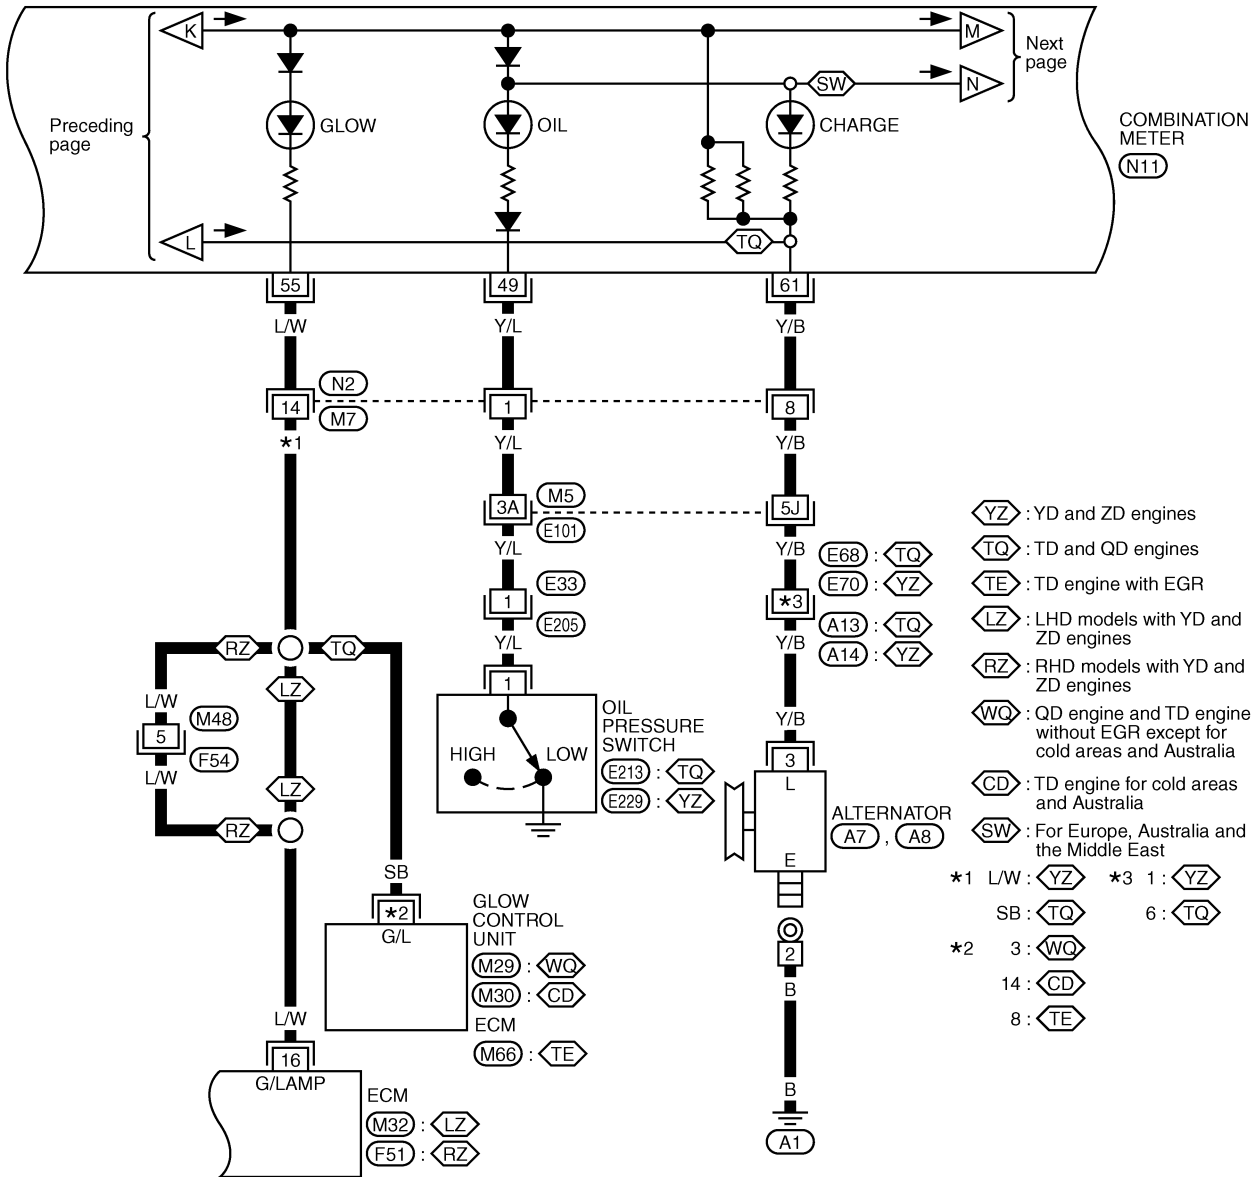 K
M
Next
page
SW
N
Preceding
page
GLOW
OIL
CHARGE
COMBINATION
METER
N11
L
TQ
55
49
61
L/W
Y/L
Y/B
N2
14
1
8
M7
*1
Y/L
Y/B
M5
3A
5J
E101
Y/L
Y/B
E68 : TQ
E70 : YZ
E33
1
*3
E205
A13 : TQ
A14 : YZ
Y/L
Y/B
YZ : YD and ZD engines
TQ : TD and QD engines
TE : TD engine with EGR
LZ : LHD models with YD and
ZD engines
RZ : RHD models with YD and
ZD engines
WQ : QD engine and TD engine
without EGR except for
cold areas and Australia
CD : TD engine for cold areas
and Australia
SW : For Europe, Australia and
the Middle East
*1 L/W : YZ
SB : TQ
*2 3 : WQ
14 : CD
8 : TE
*3 1 : YZ
6 : TQ
RZ
TQ
LZ
L/W
M48
5
F54
L/W
LZ
RZ
1
OIL
PRESSURE
SWITCH
HIGH
LOW
E213 : TQ
E229 : YZ
Y/B
3
L
ALTERNATOR
A7 , A8
E
SB
*2
G/L
GLOW
CONTROL
UNIT
M29 : WQ
M30 : CD
ECM
M66 : TE
2
B
B
A1
L/W
16
G/LAMP
ECM
M32 : LZ
F51 : RZ